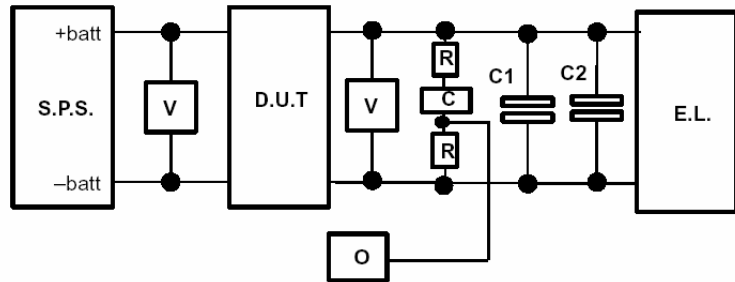 +batt
S.P.S.
–batt
V
D.U.T
V
R
C
R
C1
C2
E.L.
O